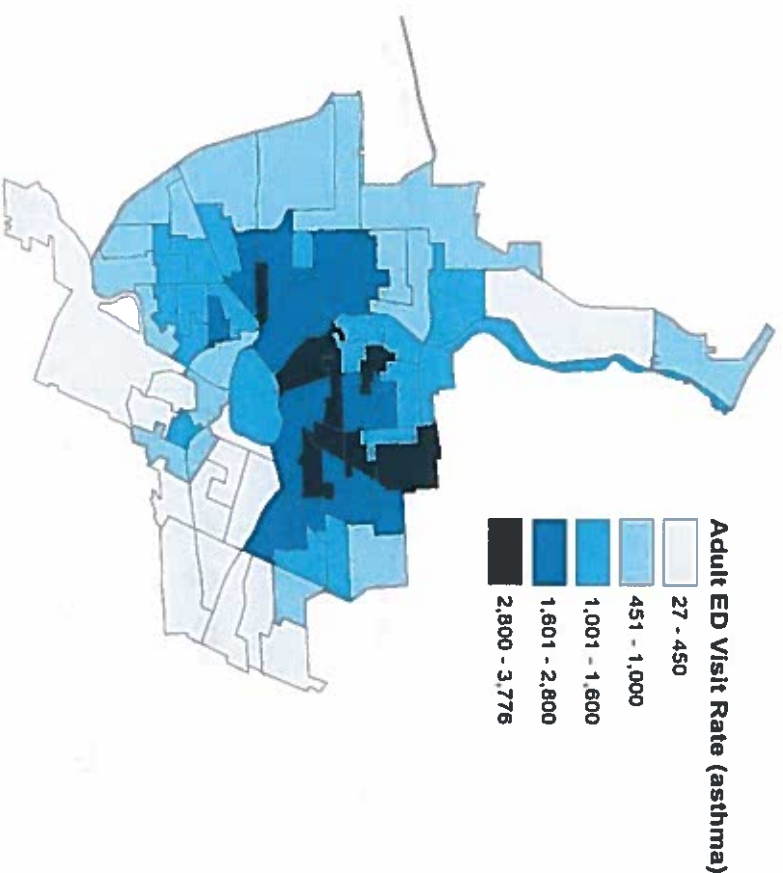 Adult ED Visit Rate (asthma)
27 - 450
451 - 1,000
1,001 - 1,600
1,601 - 2,800
2,800 - 3,776